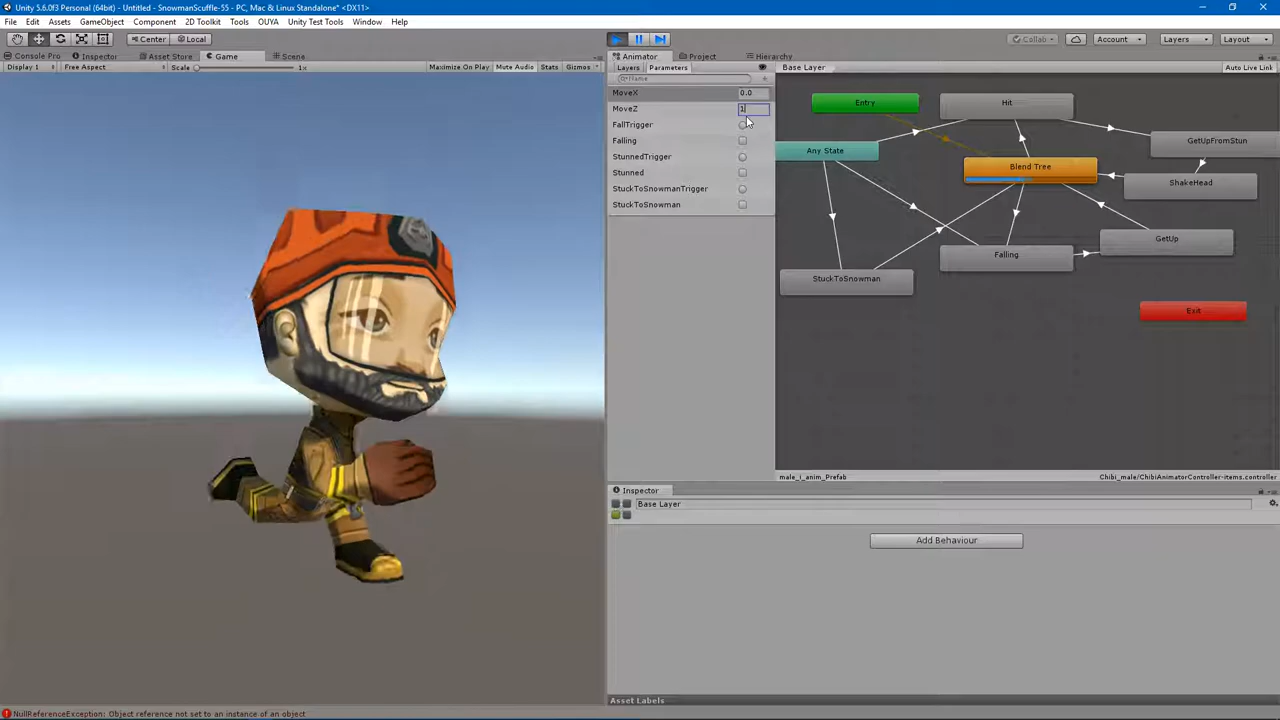 Unity 5.6.0f3 Personal (64bit) - Untitled - SnowmanScuffle-55 - PC, Mac & Linux Standalone* <DX11>
File Edit Assets GameObject Component 2D Toolkit Tools OUYA Unity Test Tools Window Help
Center Local Collab Account Layers Layout
Console Pro Inspector Asset Store Game Scene Animator Project Hierarchy
Display 1 Free Aspect Scale 1x Maximize On Play Mute Audio Stats Gizmos Layers Parameters Base Layer Auto Live Link
Name
MoveX 0.0
MoveZ 1
FallTrigger
Falling
StunnedTrigger
Stunned
StuckToSnowmanTrigger
StuckToSnowman
Entry
Hit
GetUpFromStun
Any State
Blend Tree
ShakeHead
GetUp
Falling
StuckToSnowman
Exit
male_i_anim_Prefab Chibi_male/ChibiAnimatorController-items.controller
Inspector
Base Layer
Add Behaviour
Asset Labels
NullReferenceException: Object reference not set to an instance of an object